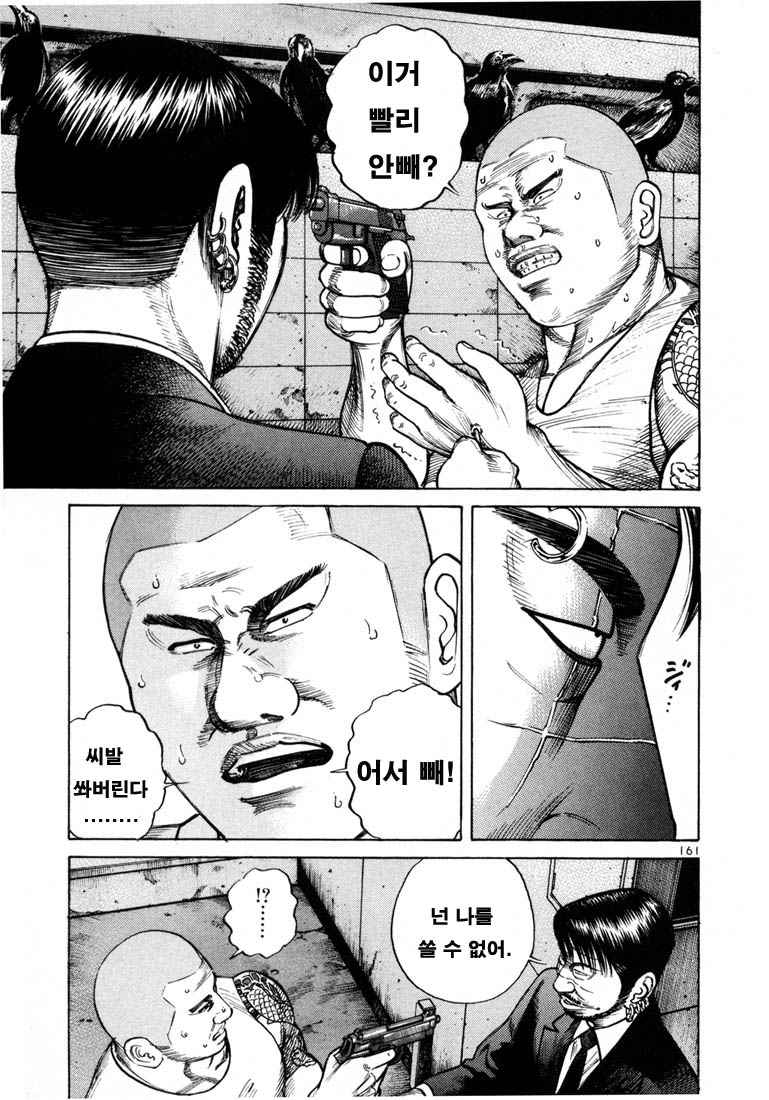 이거
빨리
안빼?
어서 빼!
씨발
쏴버린다
........
ジ…
161
넌 나를
쏠 수 없어.
!?
……